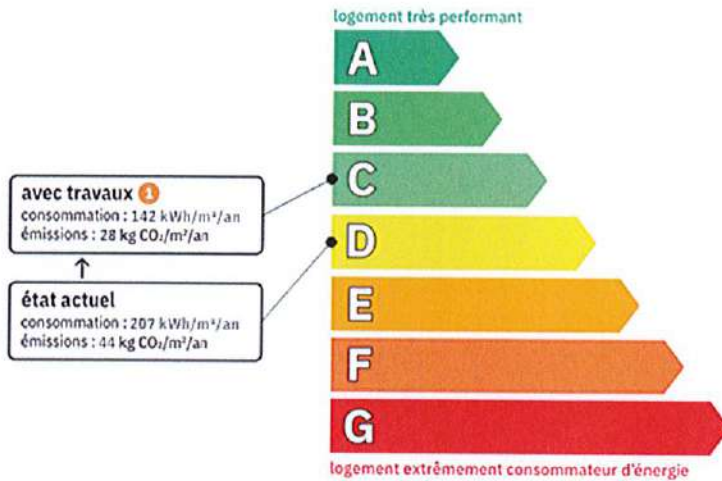 logement très performant
A
B
C
D
E
F
G
avec travaux 1
consommation : 142 kWh/m²/an
émissions : 28 kg CO₂/m²/an
état actuel
consommation : 207 kWh/m²/an
émissions : 44 kg CO₂/m²/an
logement extrêmement consommateur d'énergie